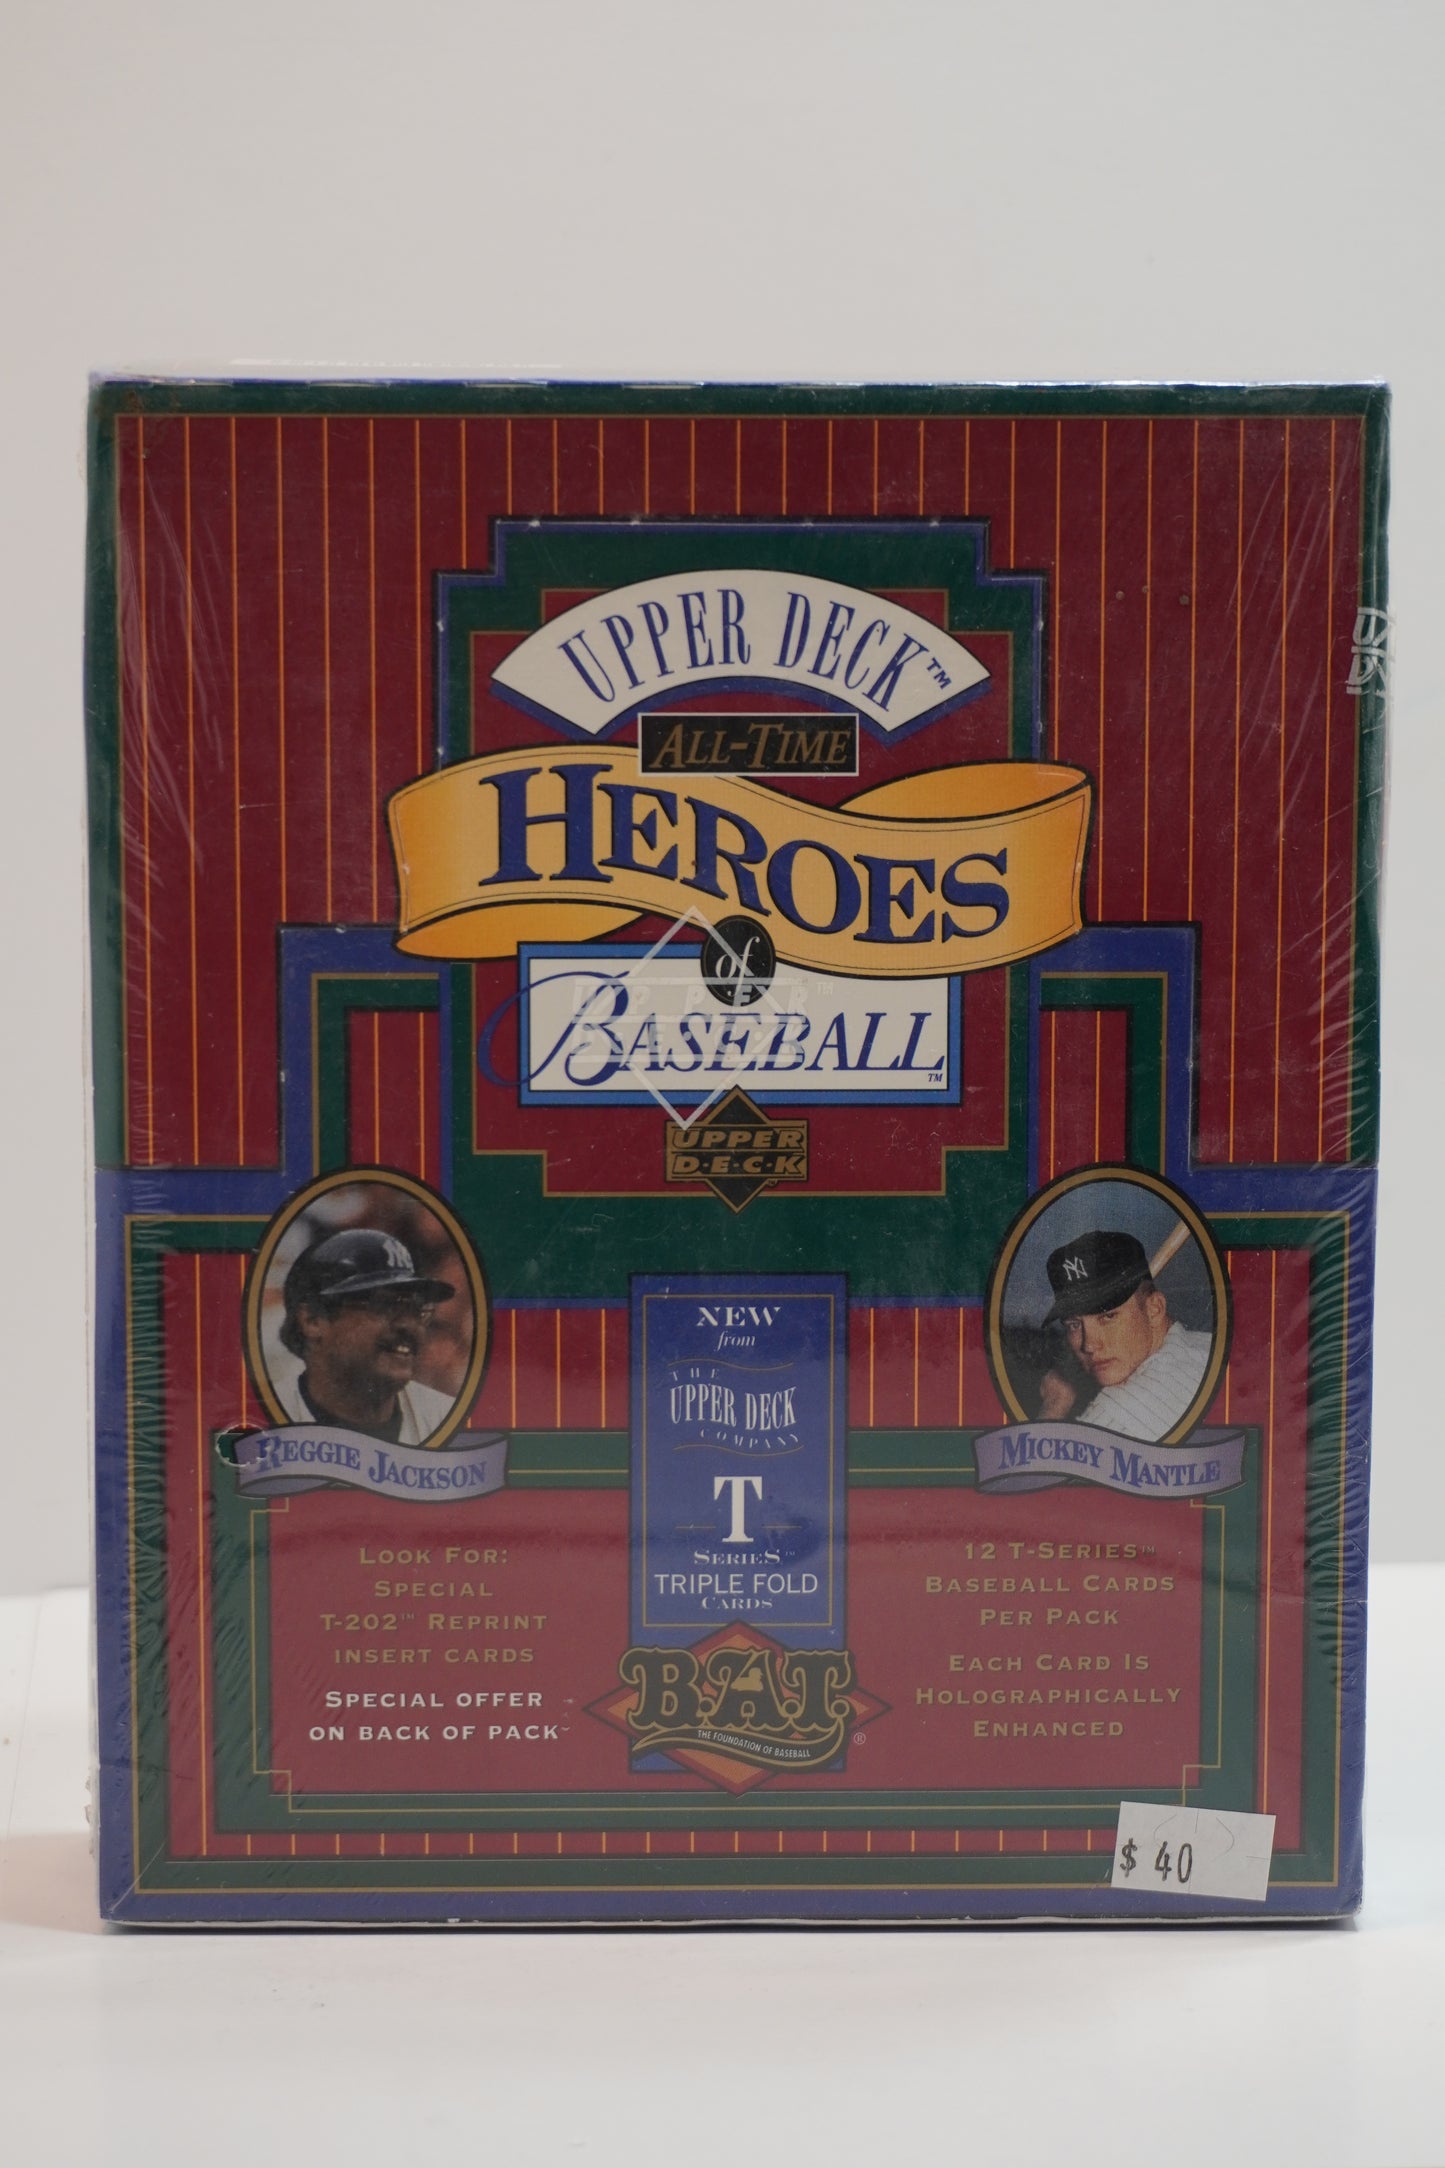 UPPER DECK™
ALL-TIME
HEROES
of
BASEBALL™
UPPER™
DECK
UPPER
D•E•C•K
NEW
from
THE
UPPER DECK
COMPANY
REGGIE JACKSON
MICKEY MANTLE
T
SERIES™
TRIPLE FOLD
CARDS
LOOK FOR:
SPECIAL
T-202™ REPRINT
INSERT CARDS
SPECIAL OFFER
ON BACK OF PACK
12 T-SERIES™
BASEBALL CARDS
PER PACK
EACH CARD IS
HOLOGRAPHICALLY
ENHANCED
B.A.T.
THE FOUNDATION OF BASEBALL
®
$ 40